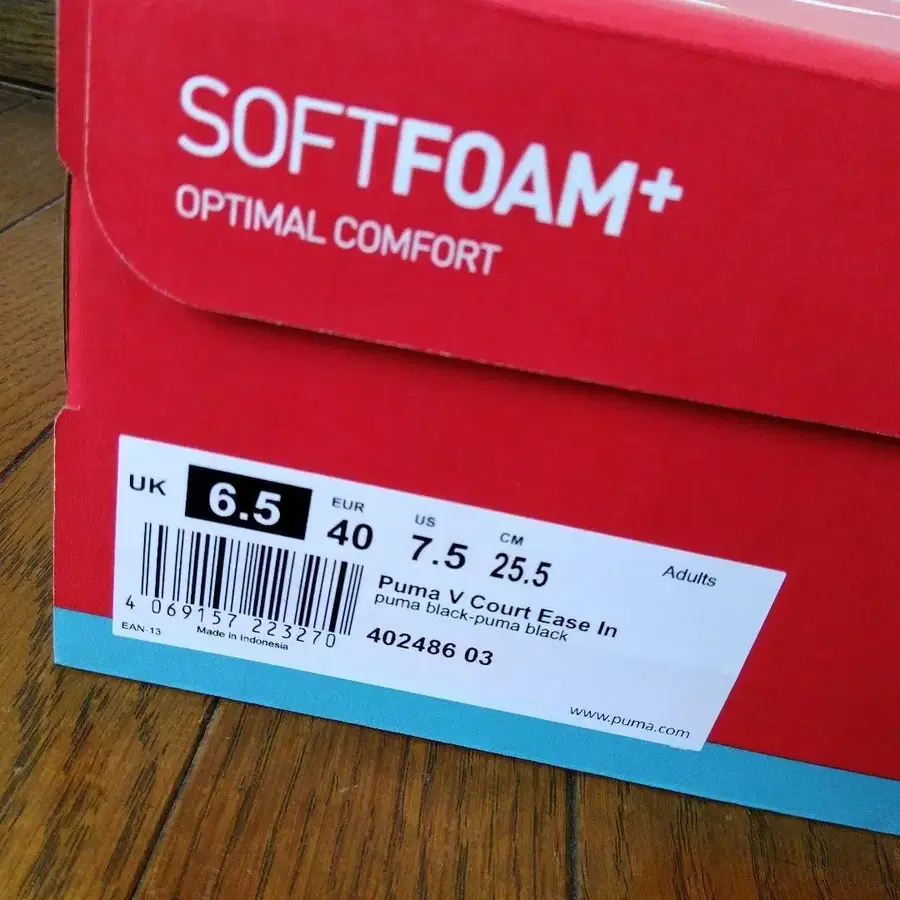 SOFTFOAM+
OPTIMAL COMFORT
UK 6.5 EUR 40 US 7.5 CM 25.5 Adults
Puma V Court Ease In
puma black-puma black
4 069157 223270
EAN-13 Made in Indonesia
402486 03
www.puma.com